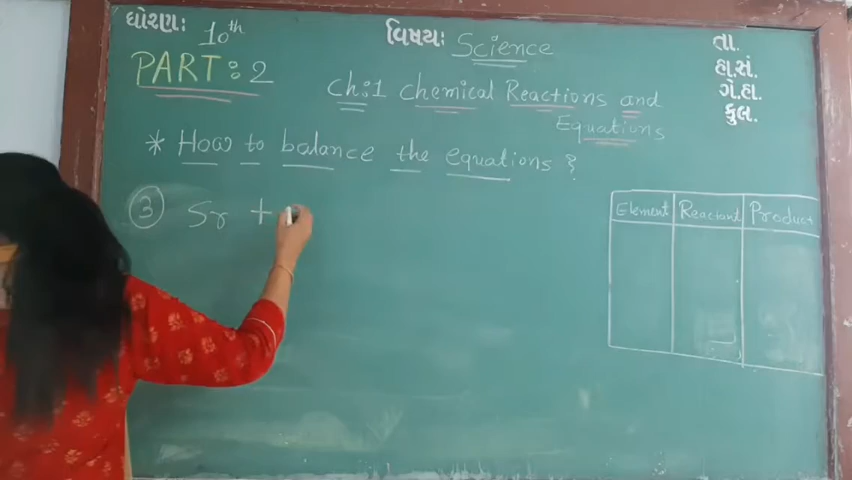 ધોરણ: 10th વિષય: Science તા.
PART : 2 હા.સં.
Ch:1 Chemical Reactions and ગે.હા.
Equations કુલ.
* How to balance the equations ?
Element Reactant Product
③ Sr +